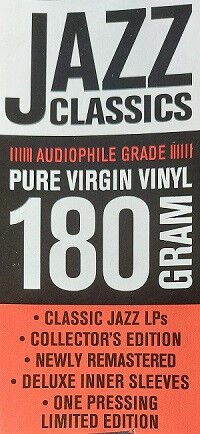 JAZZ
CLASSICS
AUDIOPHILE GRADE
PURE VIRGIN VINYL
180
GRAM
• CLASSIC JAZZ LPs
• COLLECTOR'S EDITION
• NEWLY REMASTERED
• DELUXE INNER SLEEVES
• ONE PRESSING
LIMITED EDITION